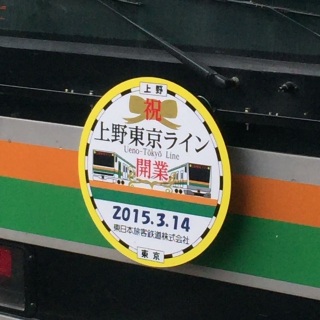 上野
祝
上野東京ライン
Ueno-Tōkyō Line
開業
2015.3.14
東日本旅客鉄道株式会社
東京